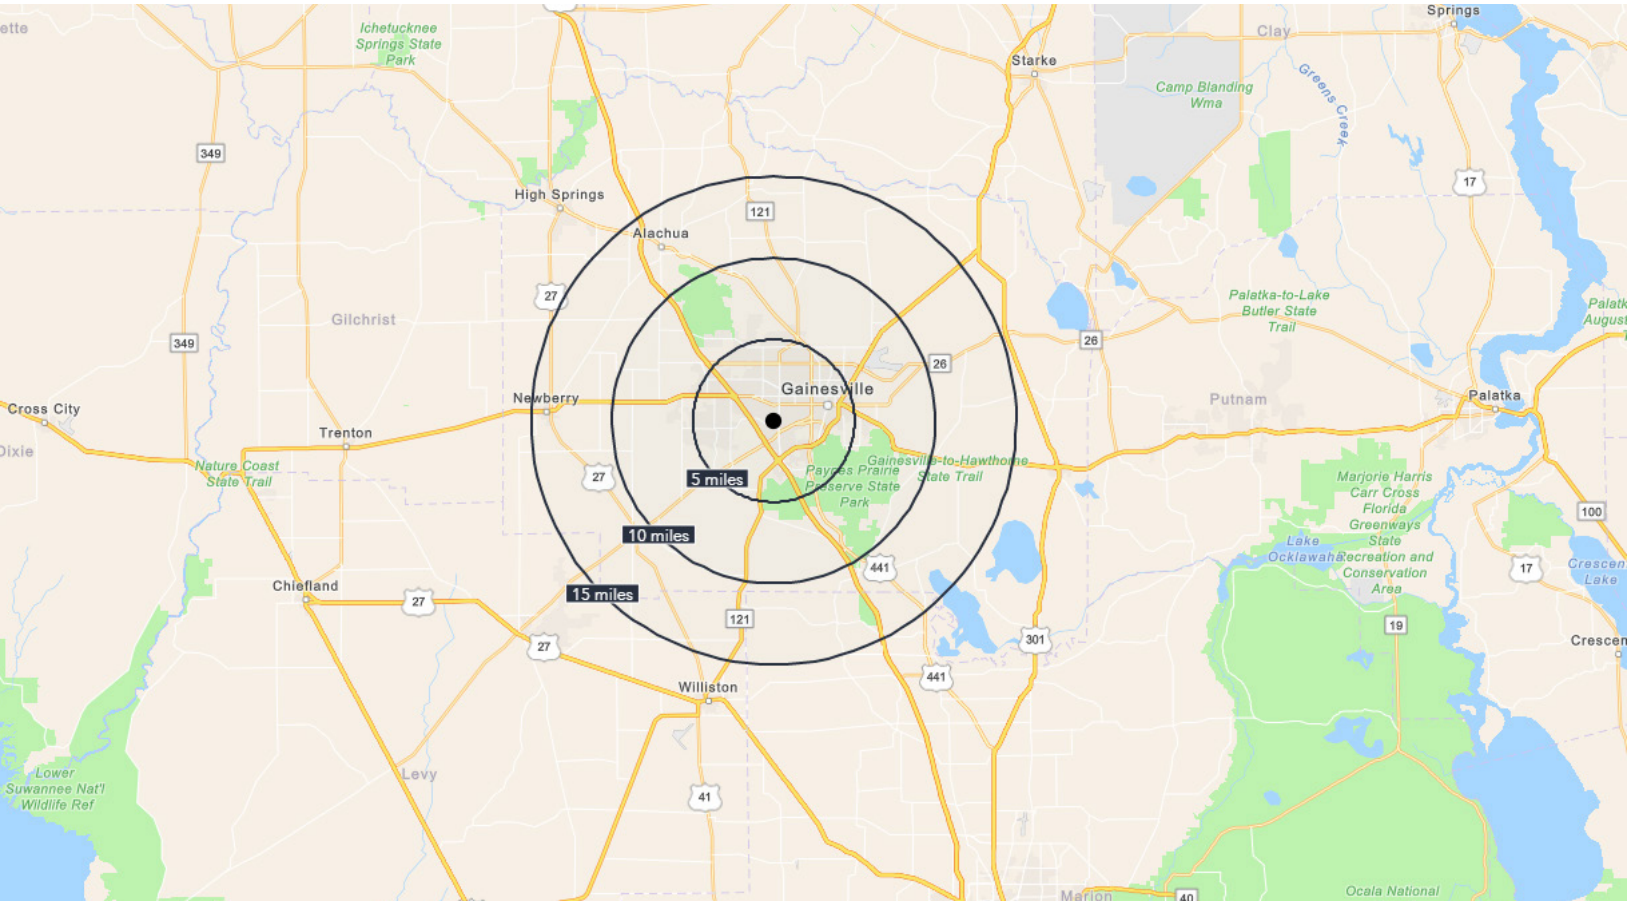 Springs
ette
Ichetucknee
Springs State
Park
Clay
Starke
Greens Creek
Camp Blanding
Wma
349
17
High Springs
121
Alachua
27
Palatka-to-Lake
Butler State
Trail
Palatk
August
Gilchrist
349
26
26
Gainesville
Newberry
Palatka
Putnam
Cross City
Trenton
Dixie
Nature Coast
State Trail
Gainesville-to-Hawthorne
State Trail
Paynes Prairie
Preserve State
Park
27
5 miles
Marjorie Harris
Carr Cross
Florida
Greenways
State
Recreation and
Conservation
Area
100
10 miles
Lake
Ocklawaha
441
17
Crescen
Lake
Chiefland
27
15 miles
121
19
27
301
Crescen
441
Williston
Levy
Lower
Suwannee Nat'l
Wildlife Ref
41
Marion
40
Ocala National